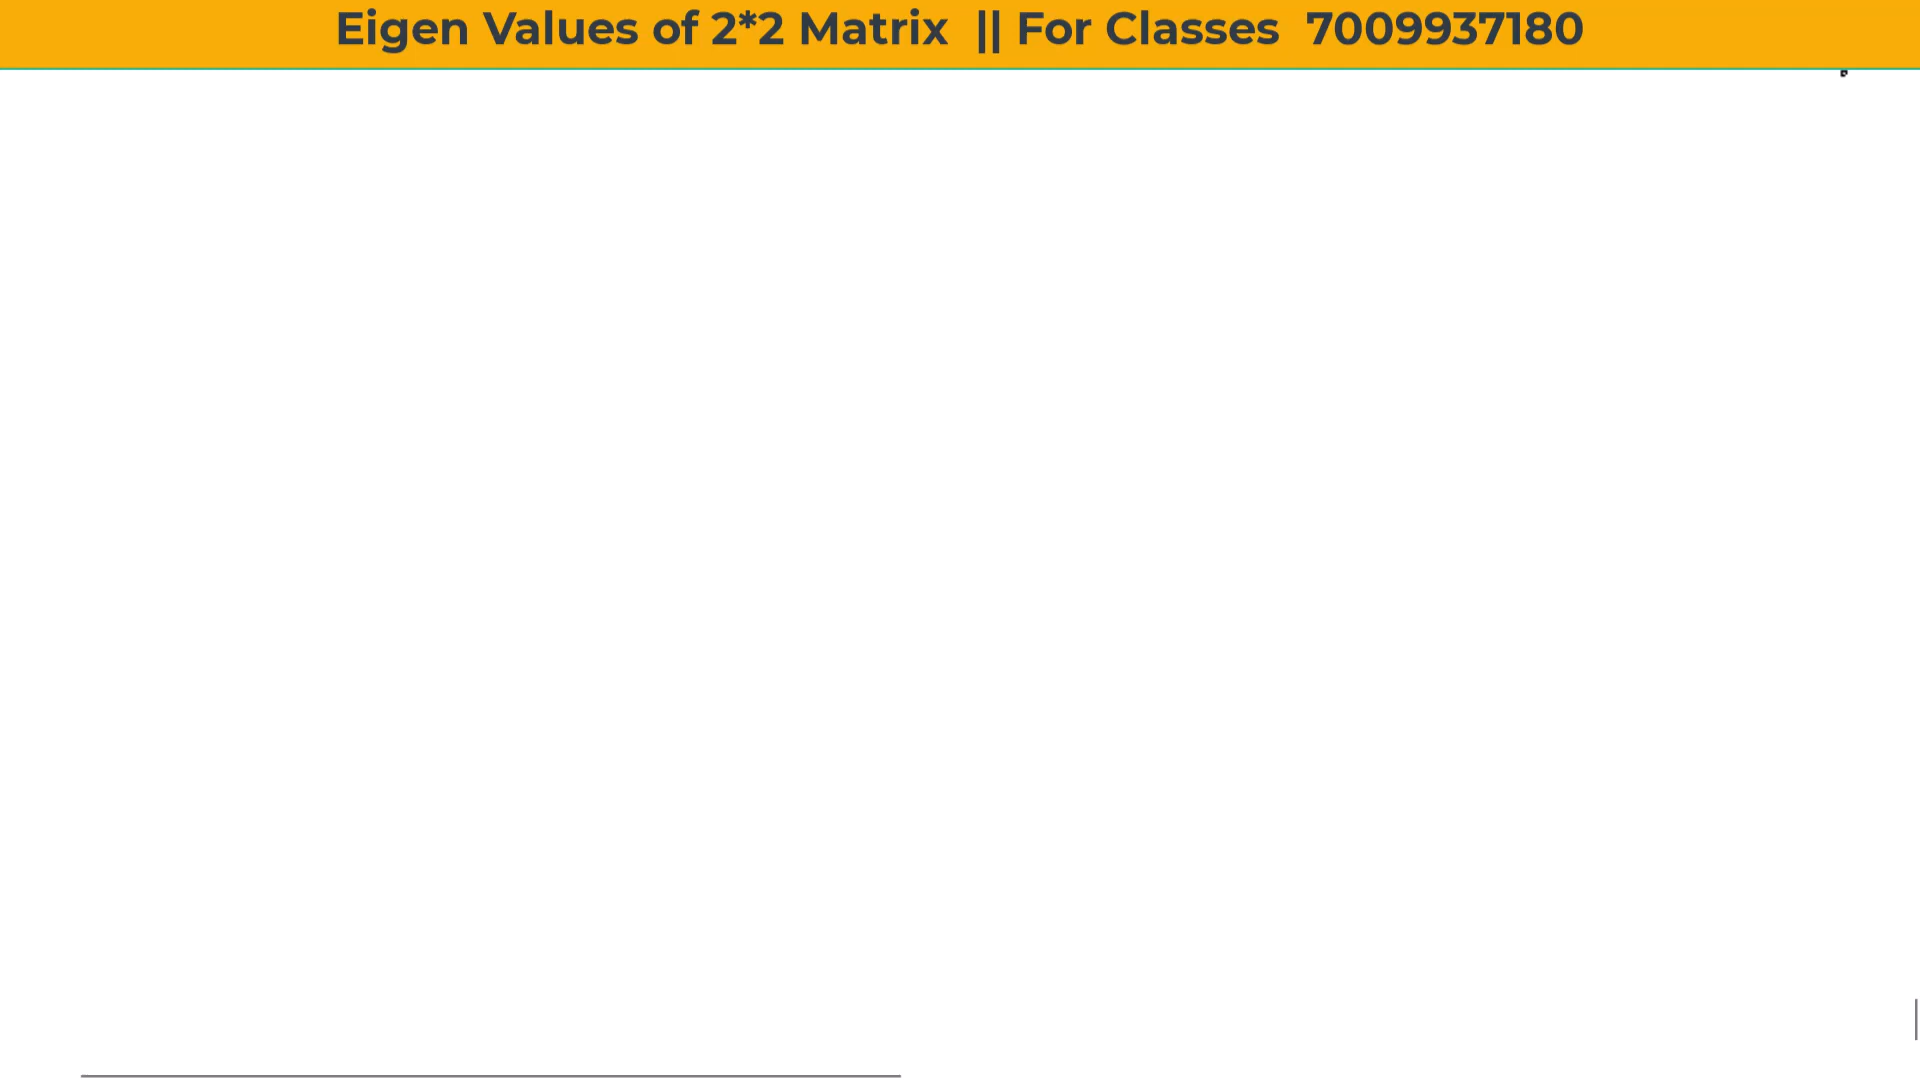 Eigen Values of 2*2 Matrix || For Classes 7009937180